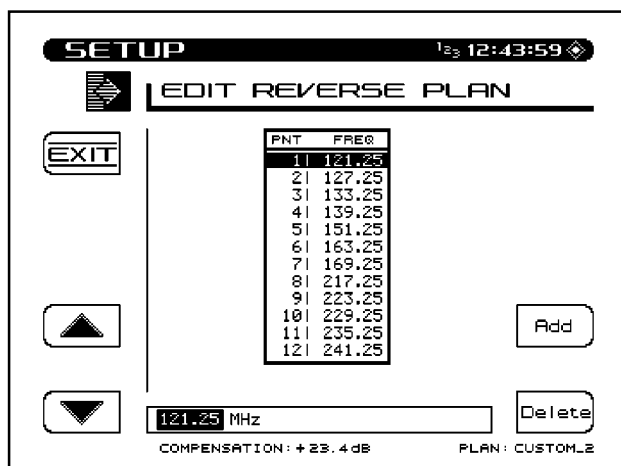 SETUP 123 12:43:59
EDIT REVERSE PLAN
EXIT
PNT FREQ
1| 121.25
2| 127.25
3| 133.25
4| 139.25
5| 151.25
6| 163.25
7| 169.25
8| 217.25
9| 223.25
10| 229.25
11| 235.25
12| 241.25
Add
Delete
121.25 MHz
COMPENSATION:+23.4dB PLAN: CUSTOM_2